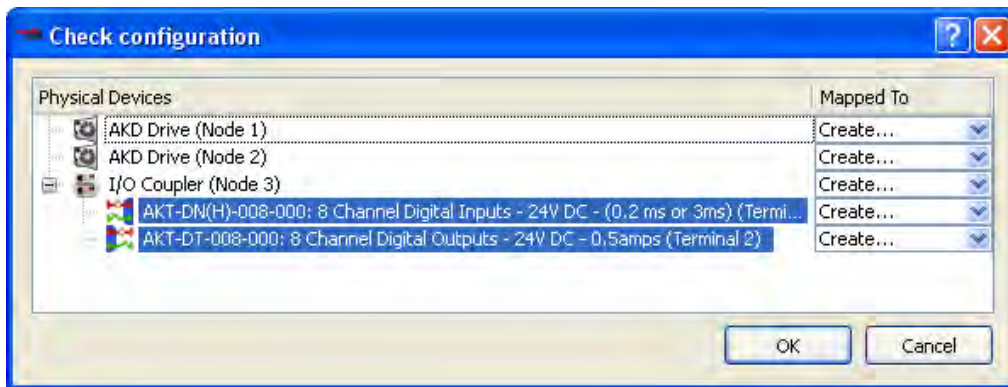 Check configuration
Physical Devices Mapped To
AKD Drive (Node 1) Create...
AKD Drive (Node 2) Create...
I/O Coupler (Node 3) Create...
AKT-DN(H)-008-000: 8 Channel Digital Inputs - 24V DC - (0.2 ms or 3ms) (Termi... Create...
AKT-DT-008-000: 8 Channel Digital Outputs - 24V DC - 0.5amps (Terminal 2) Create...
OK Cancel